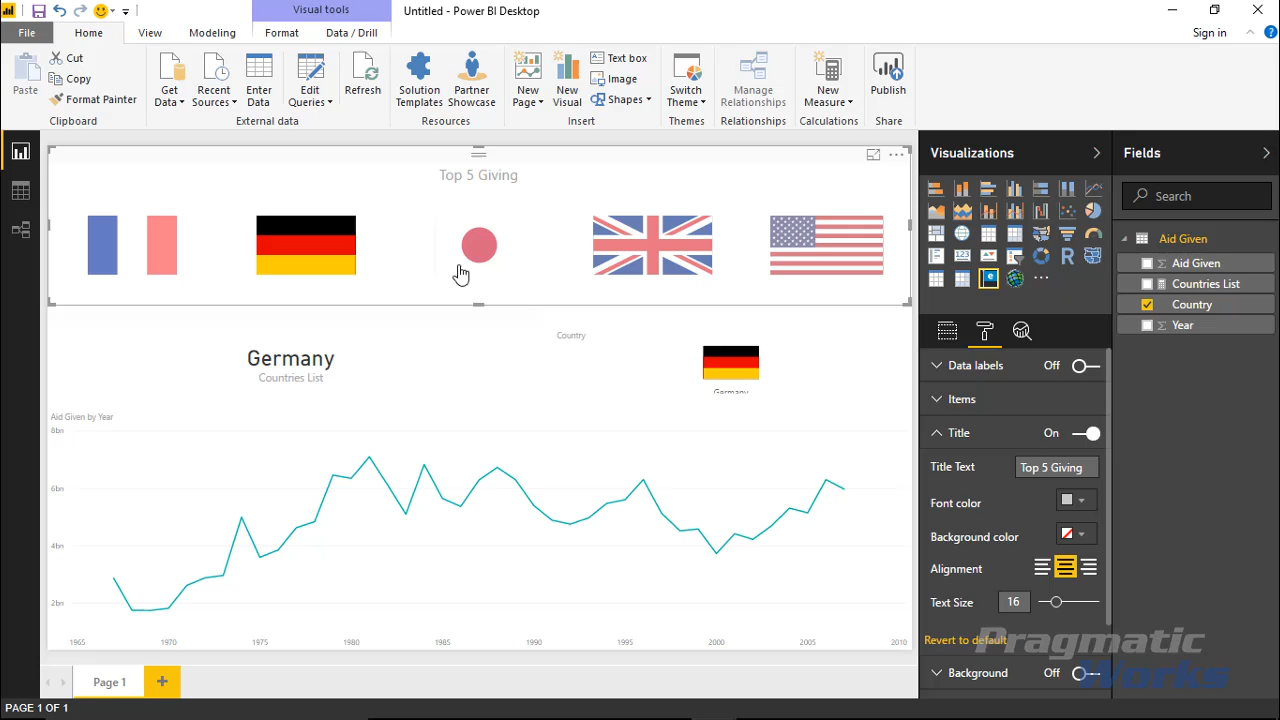 Visual tools
Untitled - Power BI Desktop
File
Home
View
Modeling
Format
Data / Drill
Sign in
Paste
Cut
Copy
Format Painter
Clipboard
Get Data
Recent Sources
Enter Data
Edit Queries
Refresh
External data
Solution Templates
Partner Showcase
Resources
New Page
New Visual
Text box
Image
Shapes
Insert
Switch Theme
Themes
Manage Relationships
Relationships
New Measure
Calculations
Publish
Share
Top 5 Giving
Germany
Countries List
Country
Germany
Aid Given by Year
8bn
6bn
4bn
2bn
1965 1970 1975 1980 1985 1990 1995 2000 2005 2010
Page 1
PAGE 1 OF 1
Visualizations
Data labels Off
Items
Title On
Title Text Top 5 Giving
Font color
Background color
Alignment
Text Size 16
Revert to default
Background Off
Fields
Search
Aid Given
Aid Given
Countries List
Country
Year
Pragmatic
Works